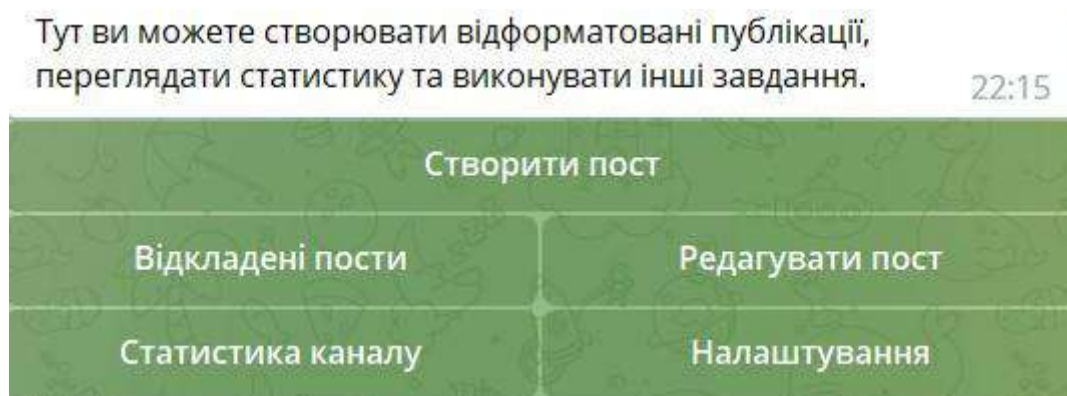 Тут ви можете створювати відформатовані публікації,
переглядати статистику та виконувати інші завдання.
22:15
Створити пост
Відкладені пости
Редагувати пост
Статистика каналу
Налаштування